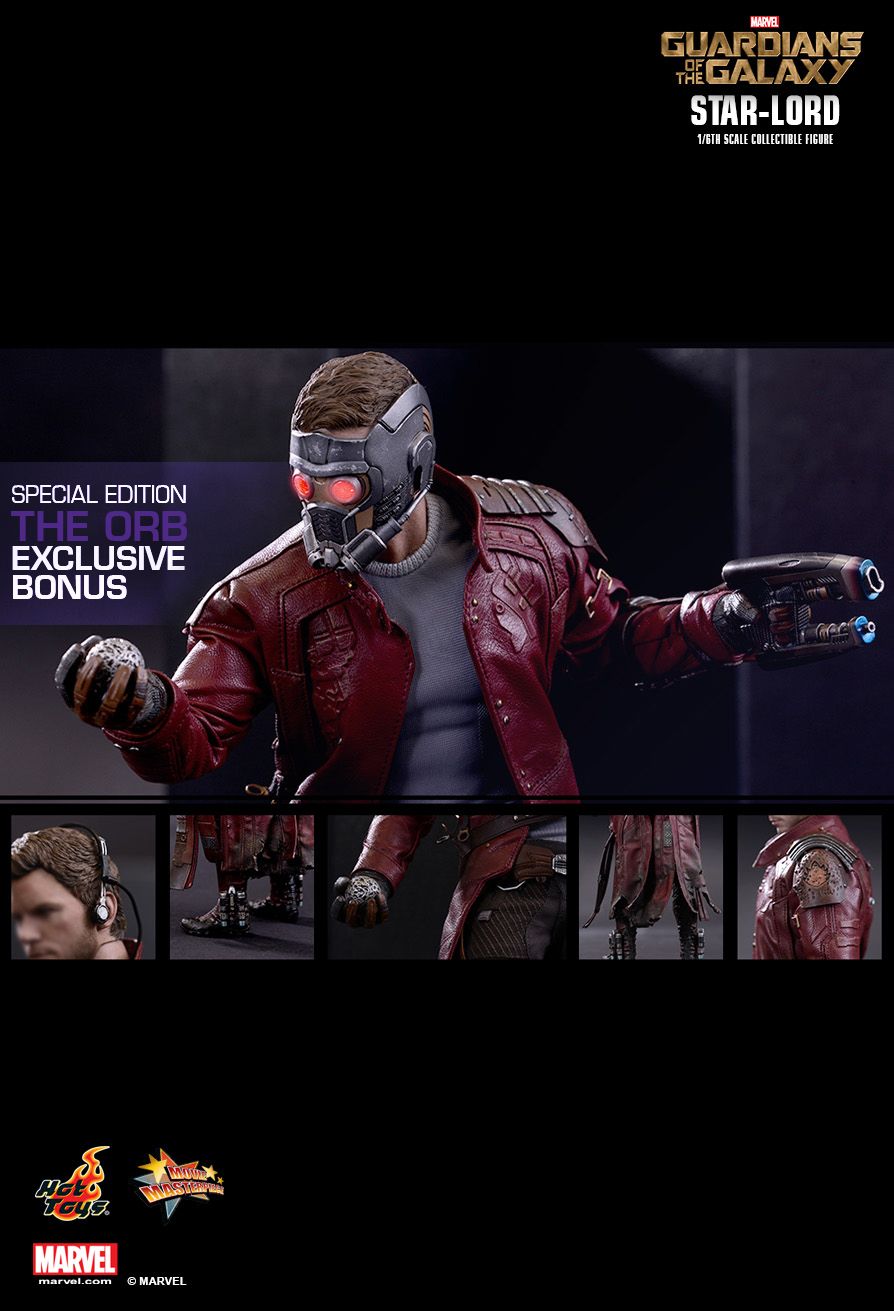 MARVEL
GUARDIANS
OF THE GALAXY
STAR-LORD
1/6TH SCALE COLLECTIBLE FIGURE
SPECIAL EDITION
THE ORB
EXCLUSIVE
BONUS
Hot Toys
MOVIE
MASTERPIECE
MARVEL
marvel.com © MARVEL